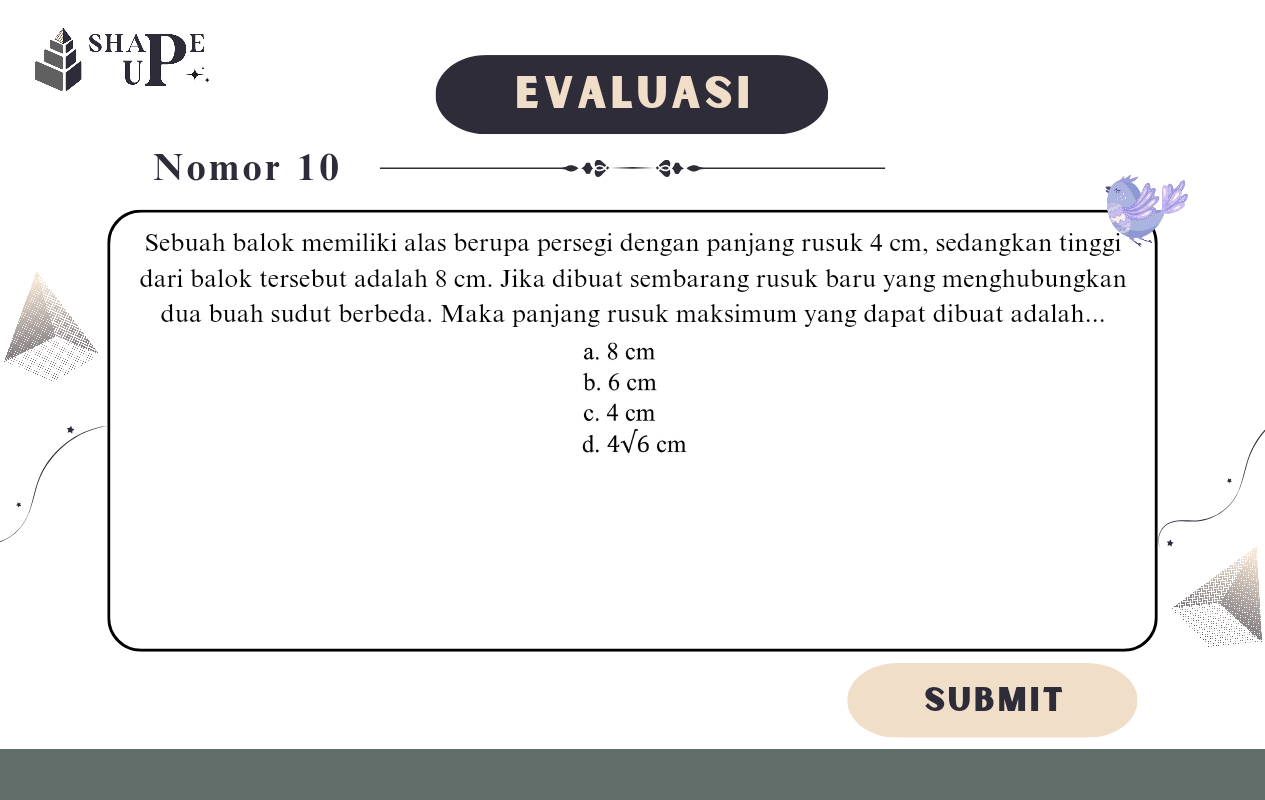 SHAPE
UP
EVALUASI
Nomor 10
Sebuah balok memiliki alas berupa persegi dengan panjang rusuk 4 cm, sedangkan tinggi
dari balok tersebut adalah 8 cm. Jika dibuat sembarang rusuk baru yang menghubungkan
dua buah sudut berbeda. Maka panjang rusuk maksimum yang dapat dibuat adalah...
a. 8 cm
b. 6 cm
c. 4 cm
d. 4√6 cm
SUBMIT